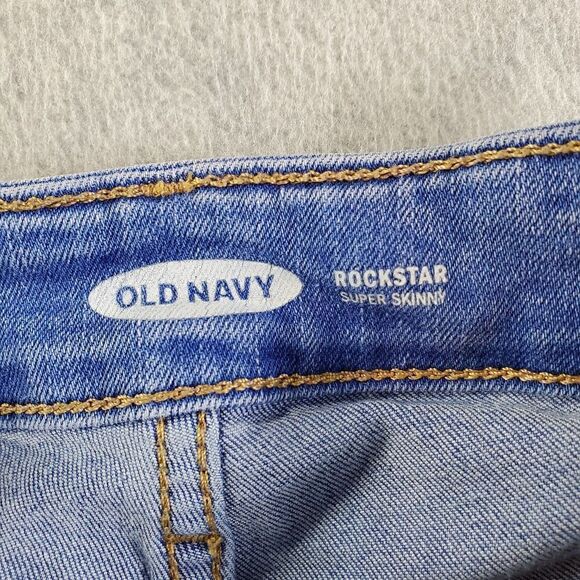 OLD NAVY
ROCKSTAR
SUPER SKINNY